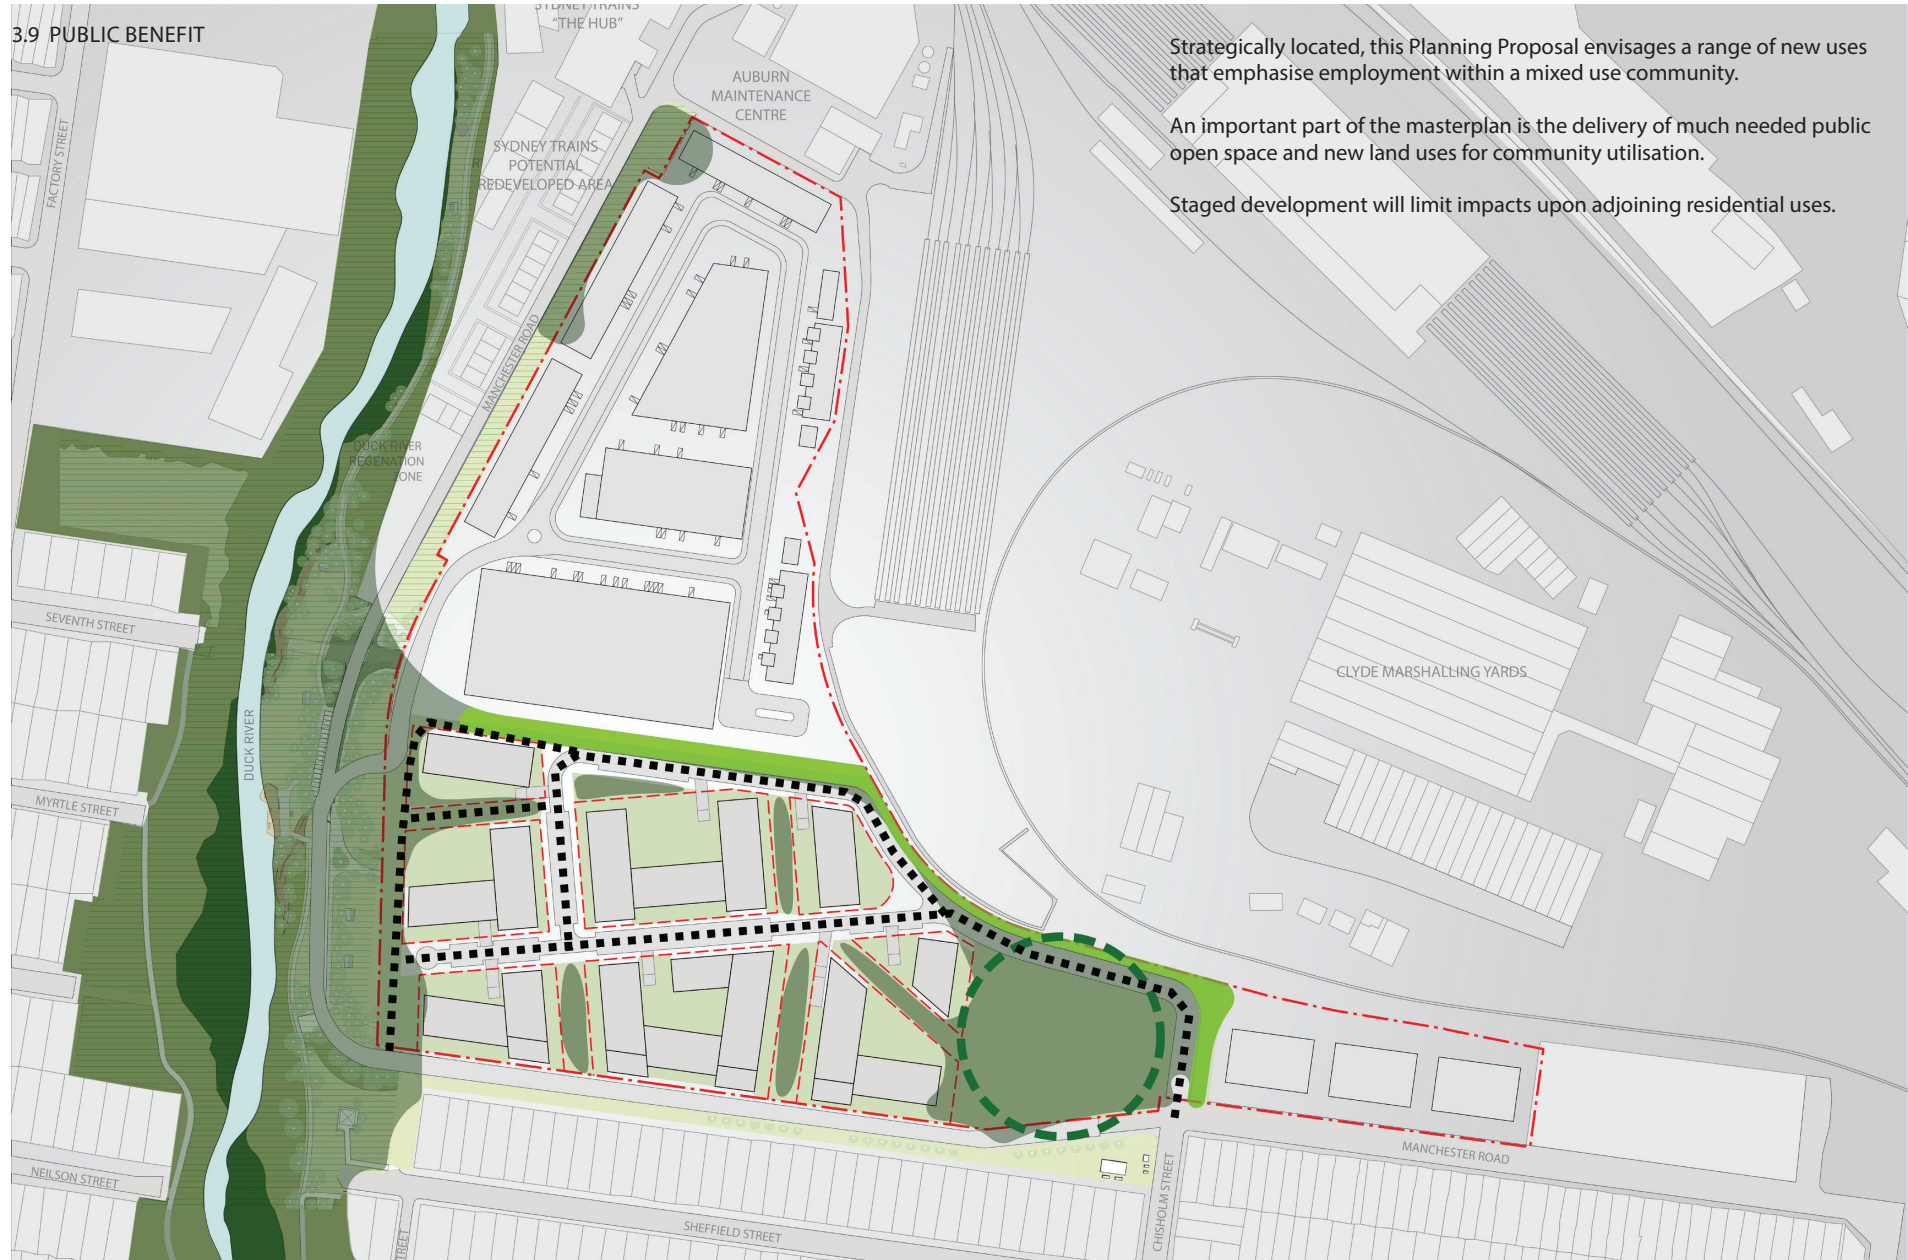 3.9 PUBLIC BENEFIT
SYDNEY TRAINS
"THE HUB"
Strategically located, this Planning Proposal envisages a range of new uses
that emphasise employment within a mixed use community.
An important part of the masterplan is the delivery of much needed public
open space and new land uses for community utilisation.
Staged development will limit impacts upon adjoining residential uses.
AUBURN
MAINTENANCE
CENTRE
FACTORY STREET
SYDNEY TRAINS
POTENTIAL
REDEVELOPED AREA
MANCHESTER ROAD
DUCK RIVER
REGENATION
ZONE
SEVENTH STREET
CLYDE MARSHALLING YARDS
DUCK RIVER
MYRTLE STREET
NEILSON STREET
MANCHESTER ROAD
CHISHOLM STREET
SHEFFIELD STREET